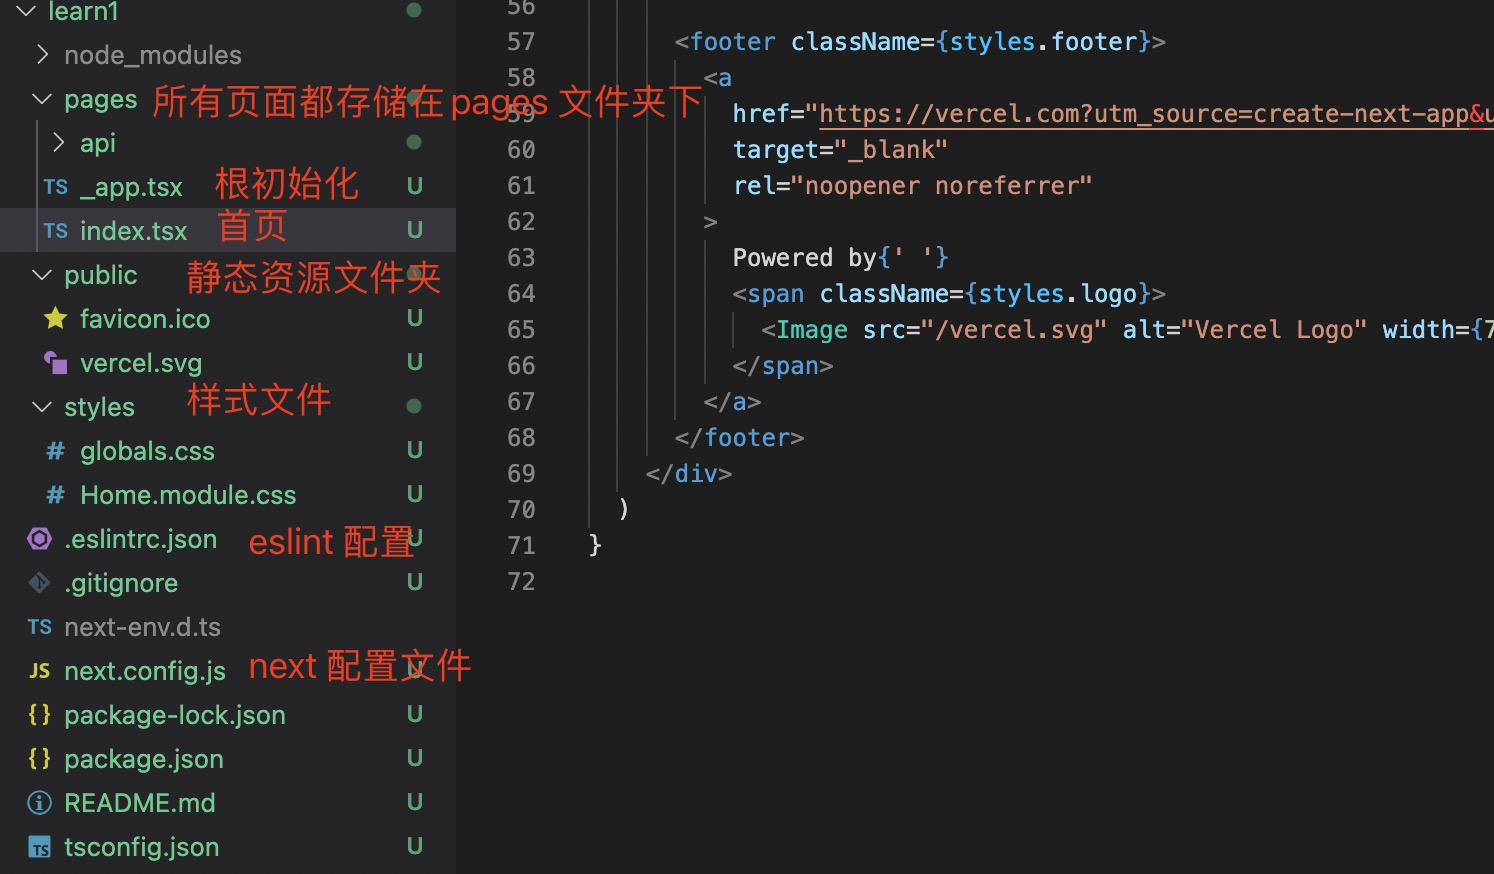 learn1
node_modules
pages 所有页面都存储在 pages 文件夹下
api
TS _app.tsx 根初始化 U
TS index.tsx 首页 U
public 静态资源文件夹
favicon.ico U
vercel.svg U
styles 样式文件
# globals.css U
# Home.module.css U
.eslintrc.json eslint 配置 U
.gitignore U
TS next-env.d.ts
JS next.config.js next 配置文件 U
{} package-lock.json U
{} package.json U
README.md U
TS tsconfig.json U
56
57 <footer className={styles.footer}>
58 <a
59 href="https://vercel.com?utm_source=create-next-app&u
60 target="_blank"
61 rel="noopener noreferrer"
62 >
63 Powered by{' '}
64 <span className={styles.logo}>
65 <Image src="/vercel.svg" alt="Vercel Logo" width={7
66 </span>
67 </a>
68 </footer>
69 </div>
70 )
71 }
72